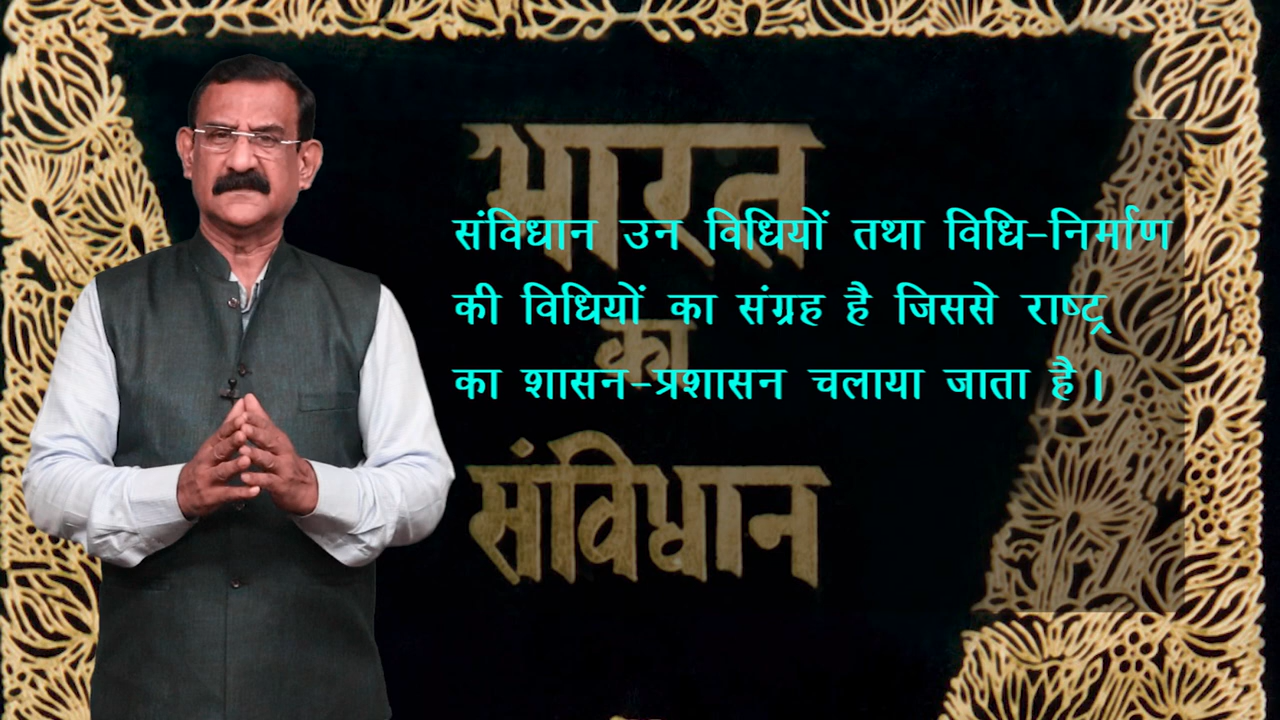 भारत
संविधान उन विधियों तथा विधि-निर्माण
की विधियों का संग्रह है जिससे राष्ट्र
का
का शासन-प्रशासन चलाया जाता है।
संविधान